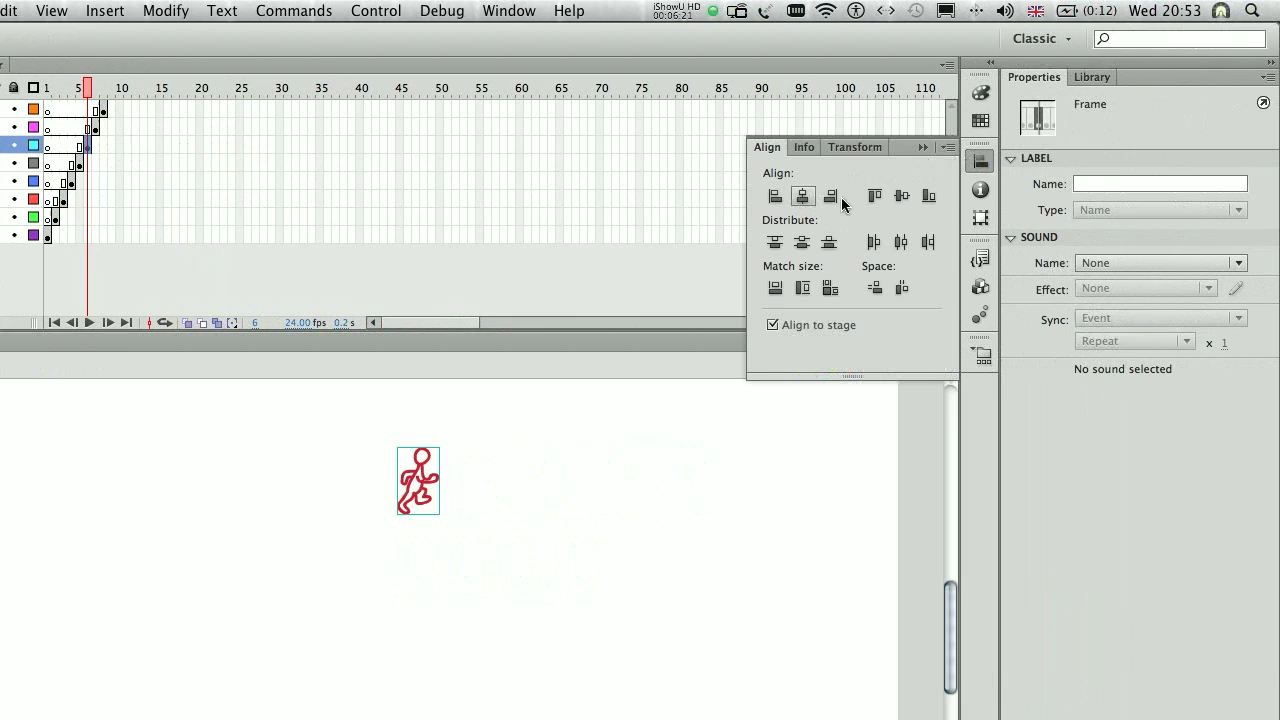 dit View Insert Modify Text Commands Control Debug Window Help iShowU HD 00:06:21 (0:12) Wed 20:53
Classic
r
1 5 10 15 20 25 30 35 40 45 50 55 60 65 70 75 80 85 90 95 100 105 110
Properties Library
Frame
Align Info Transform
LABEL
Align:
Name:
Type: Name
Distribute:
SOUND
Name: None
Match size: Space:
Effect: None
Sync: Event
6 24.00 fps 0.2 s
Align to stage
Repeat x 1
No sound selected